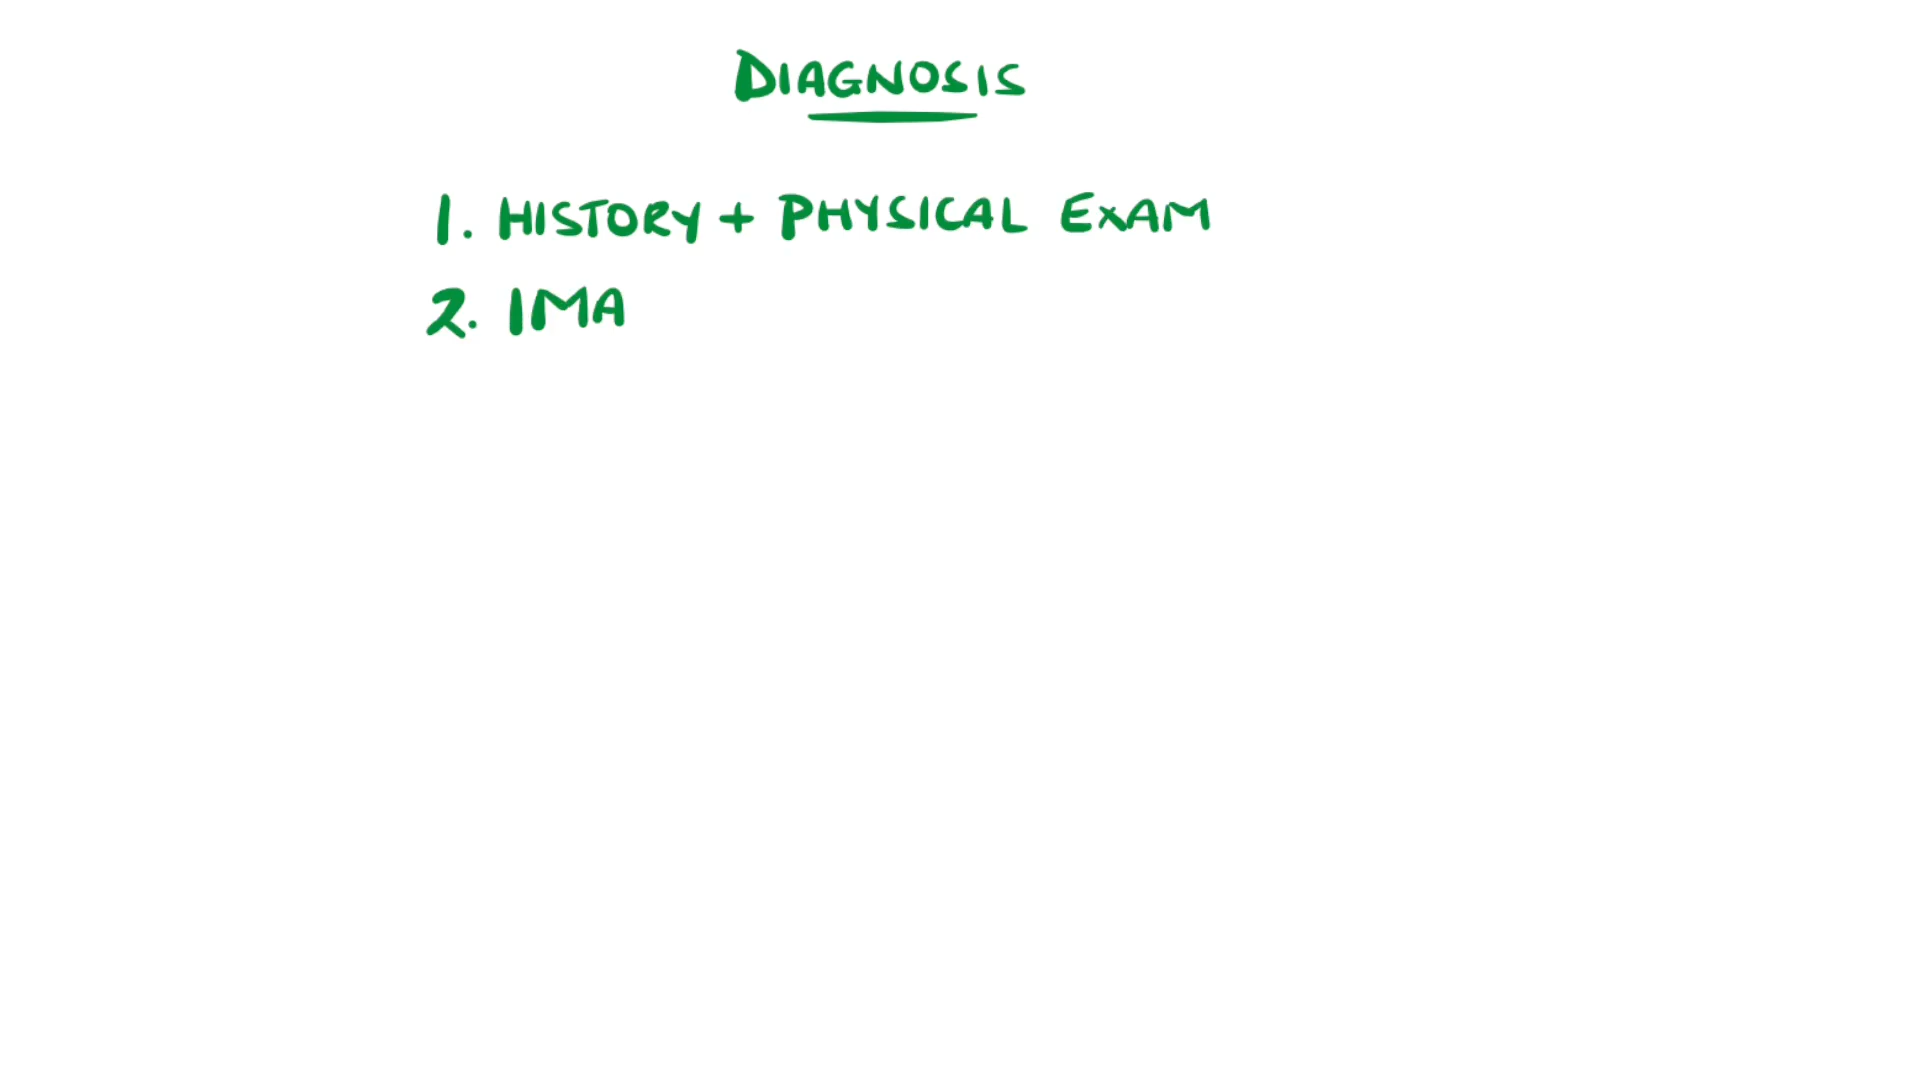 DIAGNOSIS
1. HISTORY + PHYSICAL EXAM
2. IMA